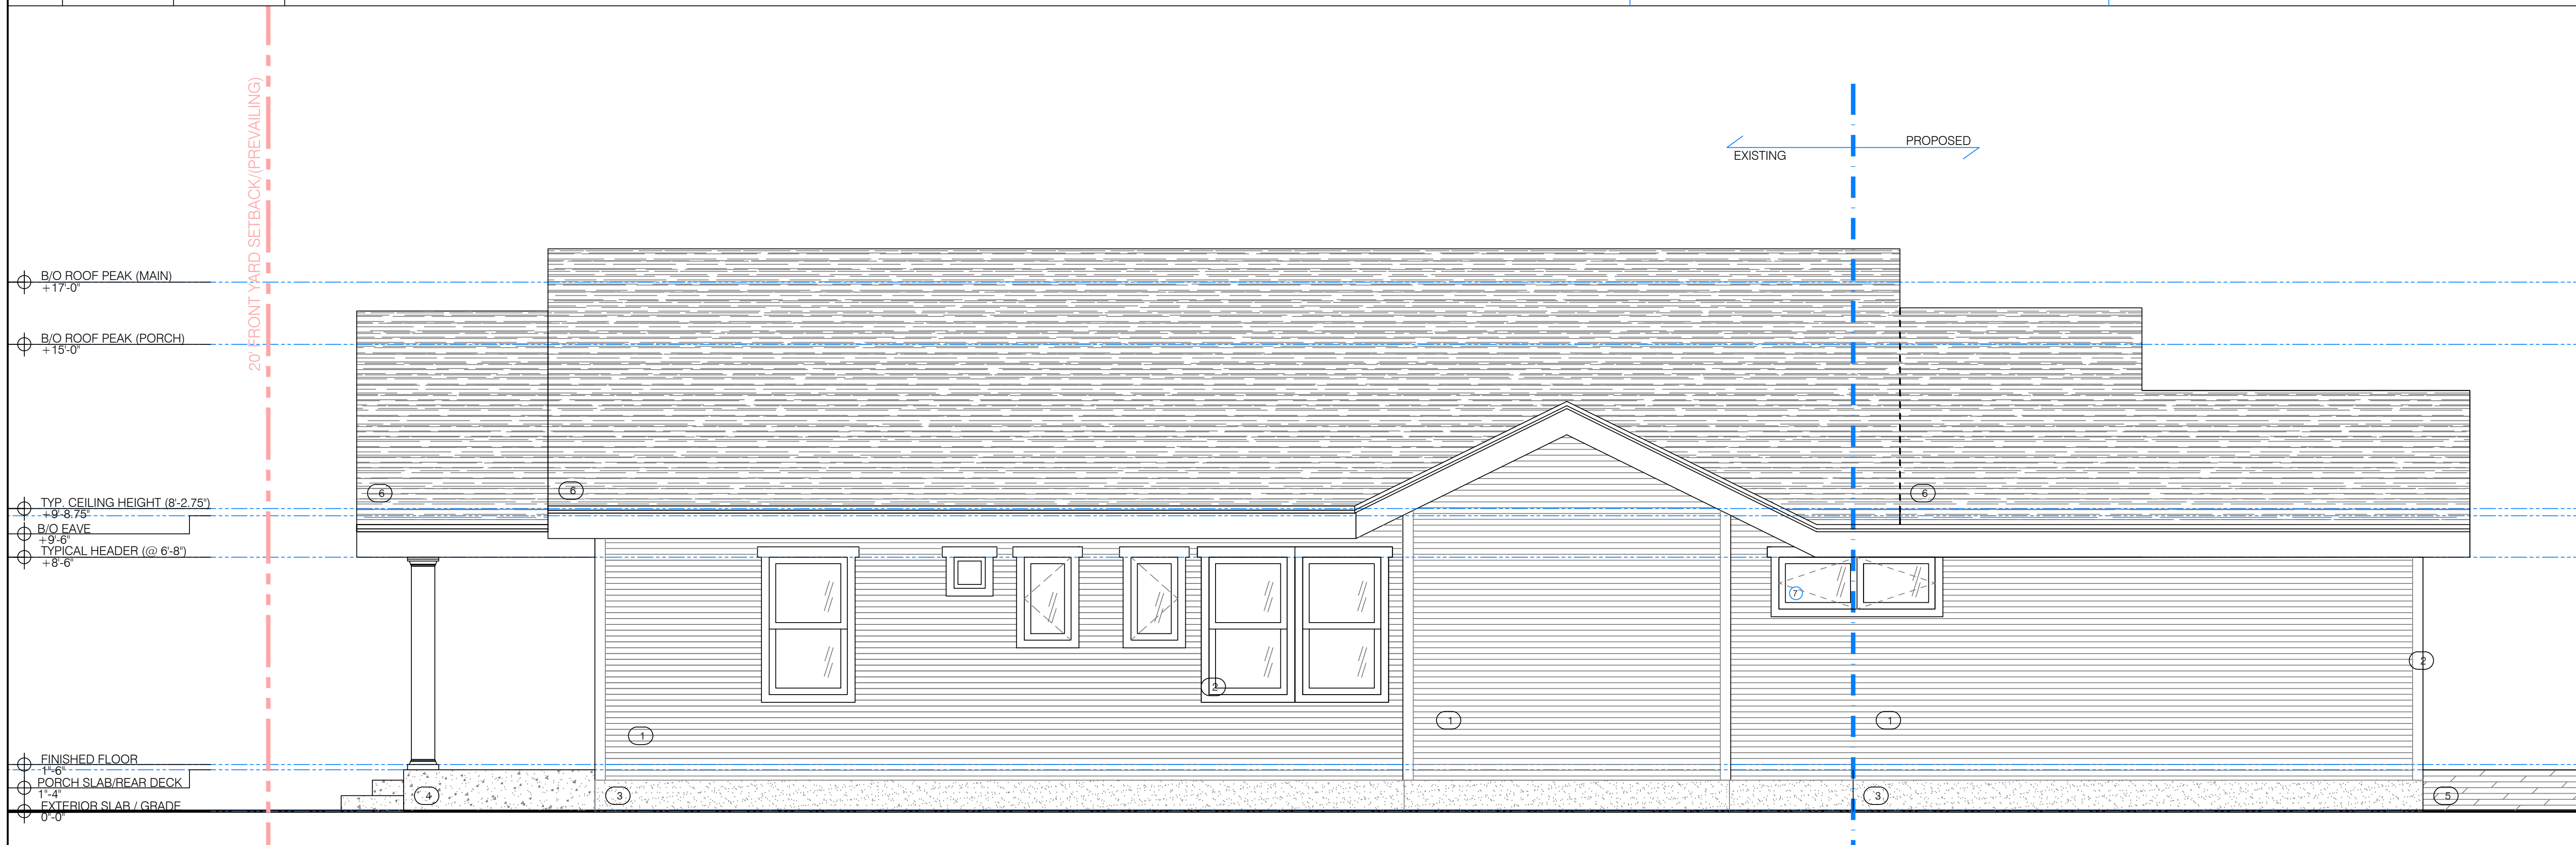 20' FRONT YARD SETBACK/(PREVAILING)
EXISTING
PROPOSED
B/O ROOF PEAK (MAIN)
+17'-0"
B/O ROOF PEAK (PORCH)
+15'-0"
TYP. CEILING HEIGHT (8'-2.75")
+9'-8.75"
B/O EAVE
+9'-6"
TYPICAL HEADER (@ 6'-8")
+8'-6"
FINISHED FLOOR
1"-6"
PORCH SLAB/REAR DECK
1"-4"
EXTERIOR SLAB / GRADE
0"-0"
6
6
6
7
2
2
1
1
1
4
3
3
5